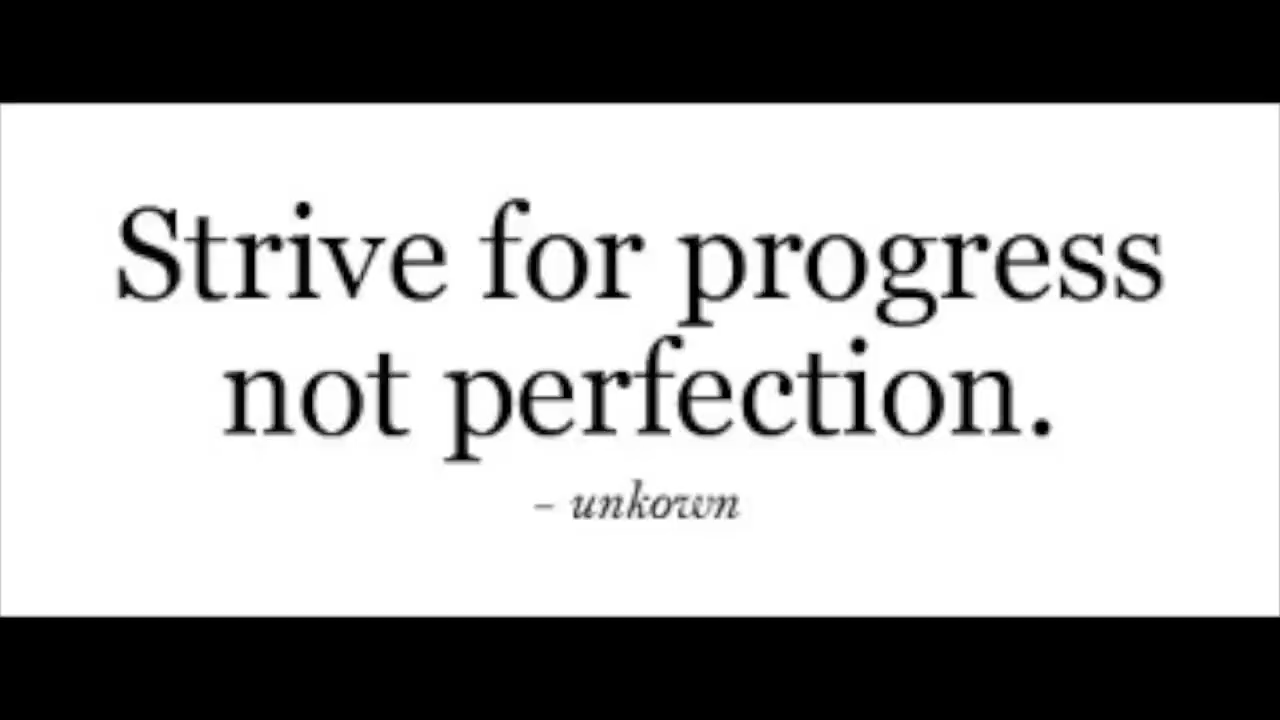 Strive for progress
not perfection.
– unkown